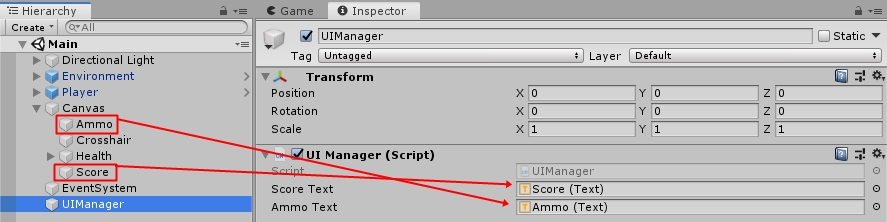 Hierarchy
Create
All
Main
Directional Light
Environment
Player
Canvas
Ammo
Crosshair
Health
Score
EventSystem
UIManager
Game
Inspector
UIManager
Static
Tag Untagged Layer Default
Transform
Position X 0 Y 0 Z 0
Rotation X 0 Y 0 Z 0
Scale X 1 Y 1 Z 1
UI Manager (Script)
Script UIManager
Score Text Score (Text)
Ammo Text Ammo (Text)